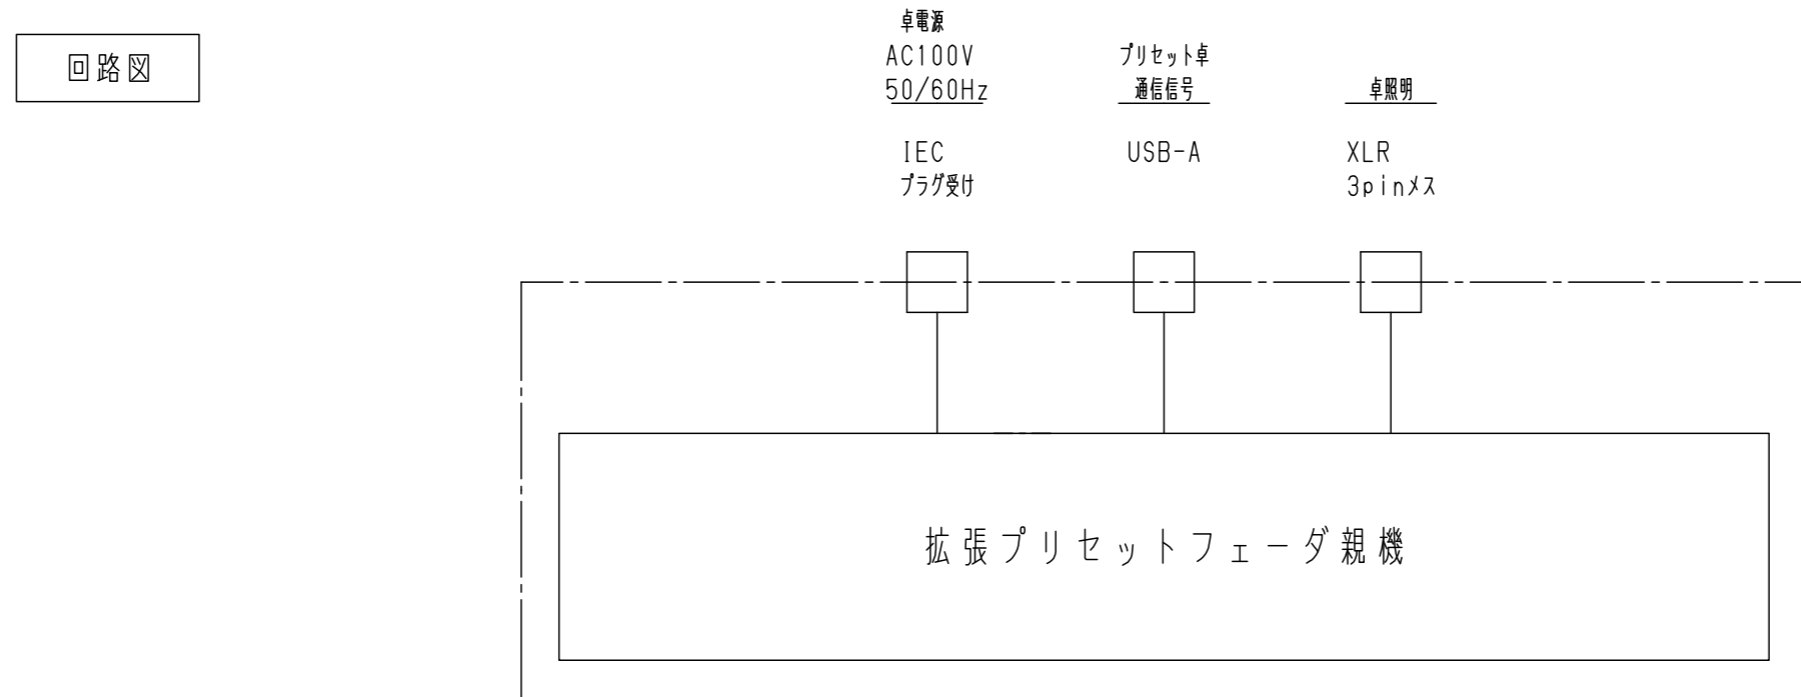 回路図
卓電源
AC100V
50/60Hz
IEC
プラグ受け
プリセット卓
通信信号
USB-A
卓照明
XLR
3pinメス
拡張プリセットフェーダ親機